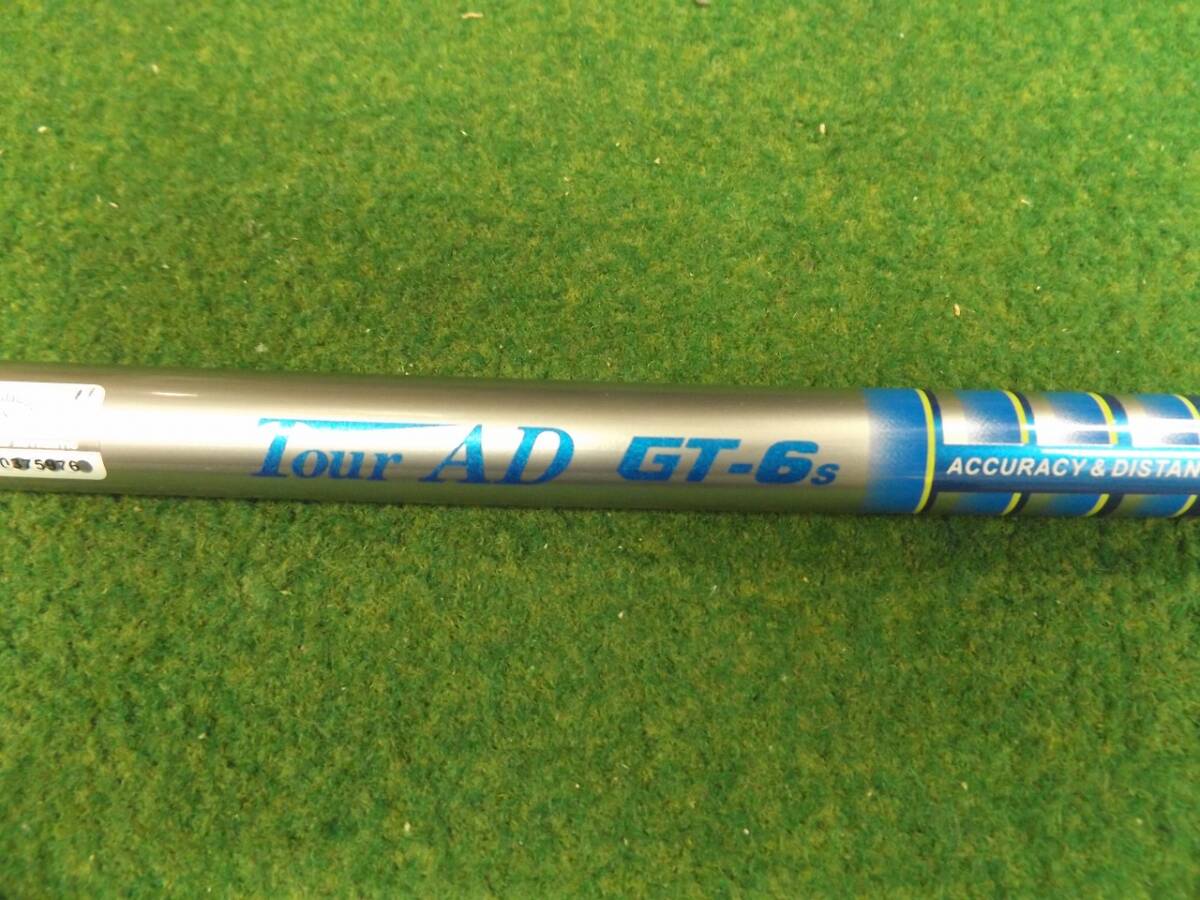 Tour AD GT-6s
ACCURACY & DISTAN